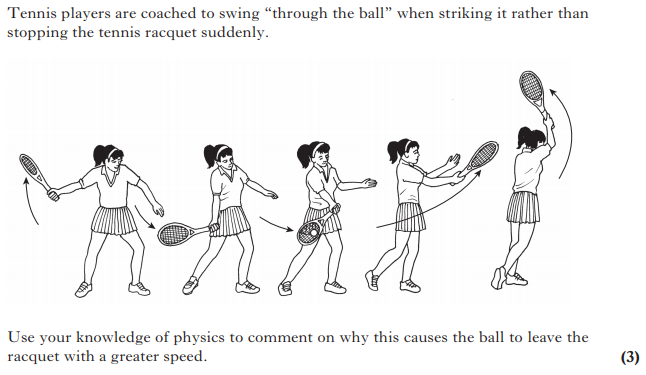 Tennis players are coached to swing “through the ball” when striking it rather than
stopping the tennis racquet suddenly.
Use your knowledge of physics to comment on why this causes the ball to leave the
racquet with a greater speed.
(3)